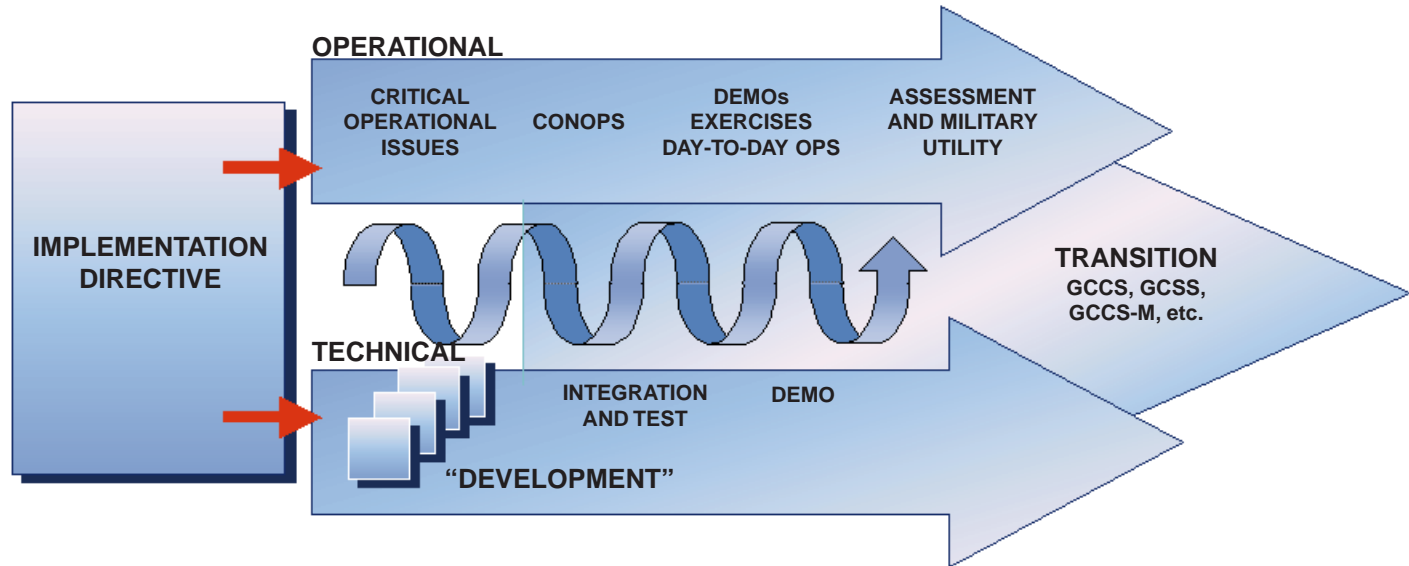 OPERATIONAL
CRITICAL
OPERATIONAL
ISSUES
CONOPS
DEMOs
EXERCISES
DAY-TO-DAY OPS
ASSESSMENT
AND MILITARY
UTILITY
IMPLEMENTATION
DIRECTIVE
TRANSITION
GCCS, GCSS,
GCCS-M, etc.
TECHNICAL
INTEGRATION
AND TEST
DEMO
“DEVELOPMENT”